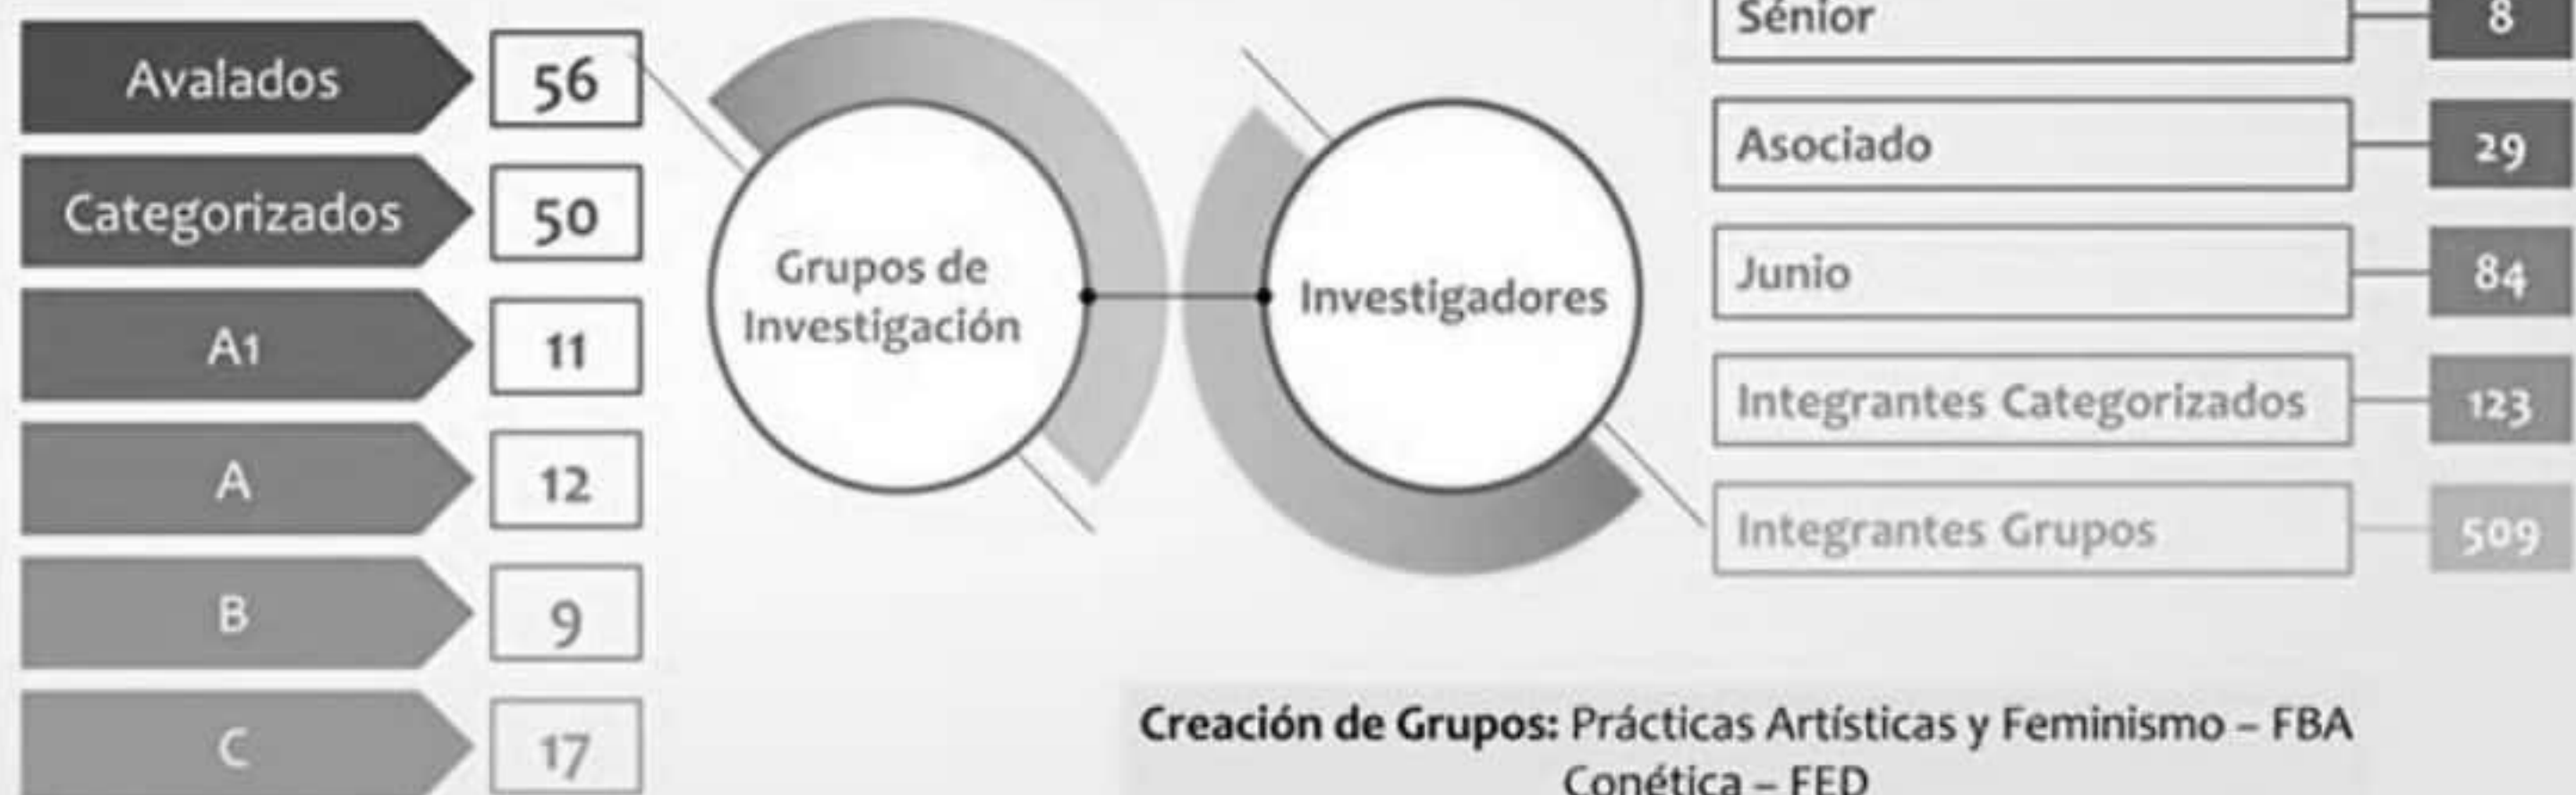 Avalados
56
Categorizados
50
A1
11
A
12
B
9
C
17
Grupos de
Investigación
Investigadores
Sénior
8
Asociado
29
Junio
84
Integrantes Categorizados
123
Integrantes Grupos
509
Creación de Grupos: Prácticas Artísticas y Feminismo – FBA
Conética – FED